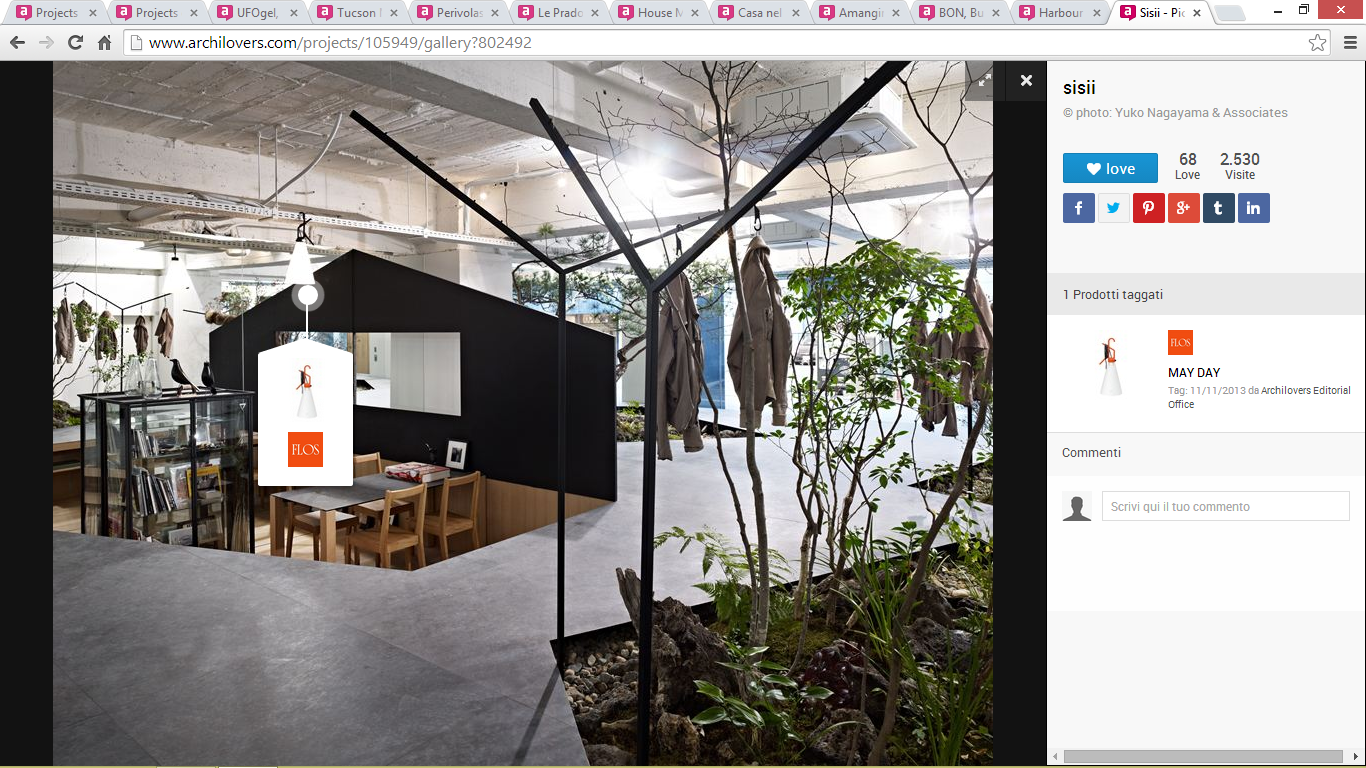 Projects
Projects
UFOgel,
Tucson
Perivolas
Le Prado
House M
Casa nel
Amangir
BON, Bu
Harbour
Sisii - Pic
www.archilovers.com/projects/105949/gallery?802492
sisii
© photo: Yuko Nagayama & Associates
love
68
Love
2.530
Visite
1 Prodotti taggati
FLOS
MAY DAY
Tag: 11/11/2013 da Archilovers Editorial
Office
FLOS
Commenti
Scrivi qui il tuo commento